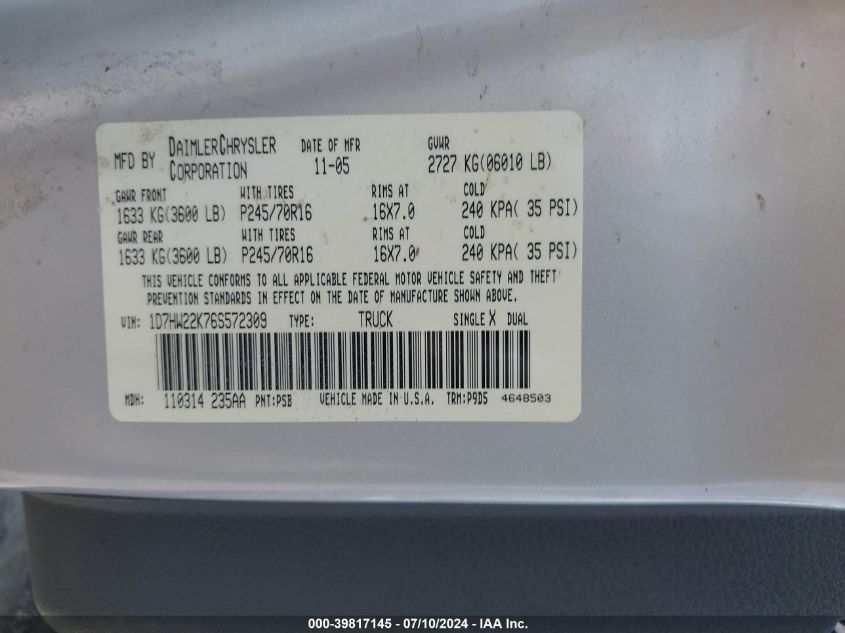 MFD BY DAIMLERCHRYSLER CORPORATION DATE OF MFR 11-05 GVWR 2727 KG(06010 LB)
GAWR FRONT WITH TIRES RIMS AT COLD
1633 KG(3600 LB) P245/70R16 16X7.0 240 KPA( 35 PSI)
GAWR REAR WITH TIRES RIMS AT COLD
1633 KG(3600 LB) P245/70R16 16X7.0 240 KPA( 35 PSI)
THIS VEHICLE CONFORMS TO ALL APPLICABLE FEDERAL MOTOR VEHICLE SAFETY AND THEFT
PREVENTION STANDARDS IN EFFECT ON THE DATE OF MANUFACTURE SHOWN ABOVE.
VIN: 1D7HW22K76S572309 TYPE: TRUCK SINGLE X DUAL
MDH: 110314 235AA PNT:PSB VEHICLE MADE IN U.S.A. TRM:P9D5 4648503
000-39817145 - 07/10/2024 - IAA Inc.